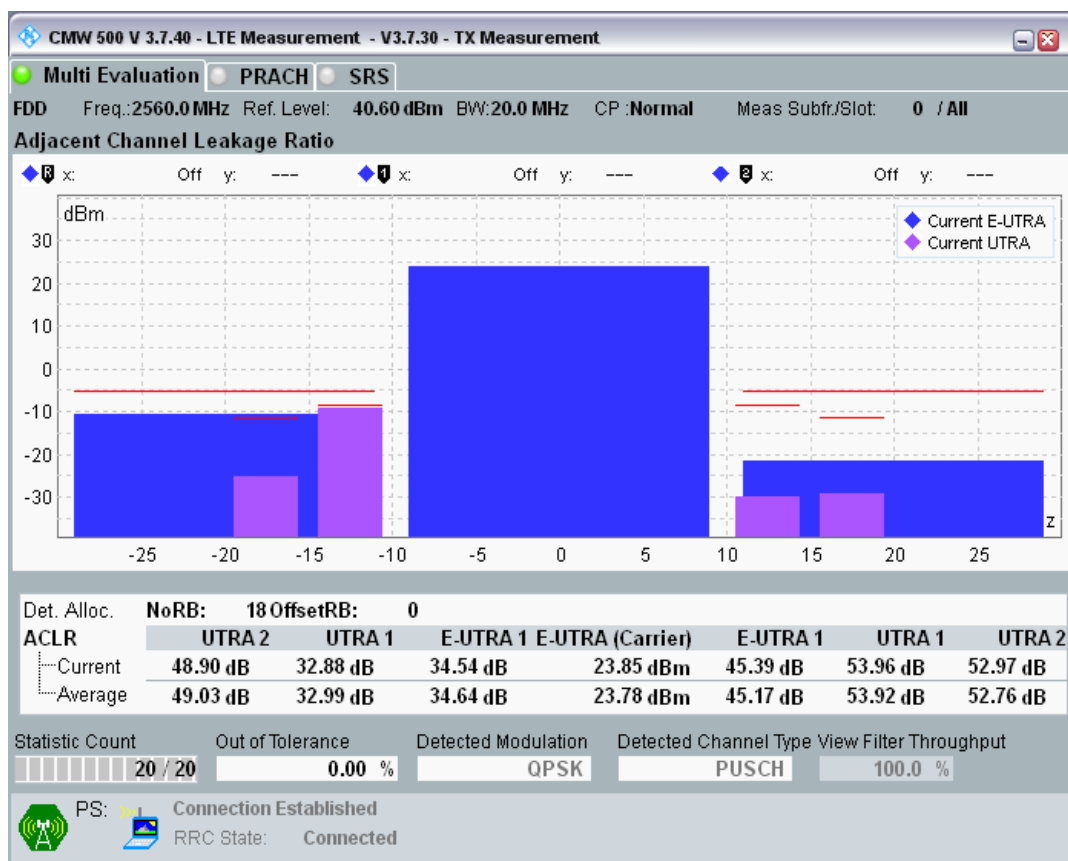 CMW 500 V 3.7.40 - LTE Measurement - V3.7.30 - TX Measurement
Multi Evaluation PRACH SRS
FDD Freq.:2560.0 MHz Ref. Level: 40.60 dBm BW:20.0 MHz CP :Normal Meas Subfr./Slot: 0 / All
Adjacent Channel Leakage Ratio
R x: Off y: --- 1 x: Off y: --- 2 x: Off y: ---
dBm
Current E-UTRA
Current UTRA
30
20
10
0
-10
-20
-30
z
-25 -20 -15 -10 -5 0 5 10 15 20 25
Det. Alloc. NoRB: 18 OffsetRB: 0
ACLR UTRA 2 UTRA 1 E-UTRA 1 E-UTRA (Carrier) E-UTRA 1 UTRA 1 UTRA 2
Current 48.90 dB 32.88 dB 34.54 dB 23.85 dBm 45.39 dB 53.96 dB 52.97 dB
Average 49.03 dB 32.99 dB 34.64 dB 23.78 dBm 45.17 dB 53.92 dB 52.76 dB
Statistic Count Out of Tolerance Detected Modulation Detected Channel Type View Filter Throughput
20 / 20 0.00 % QPSK PUSCH 100.0 %
PS: Connection Established
RRC State: Connected